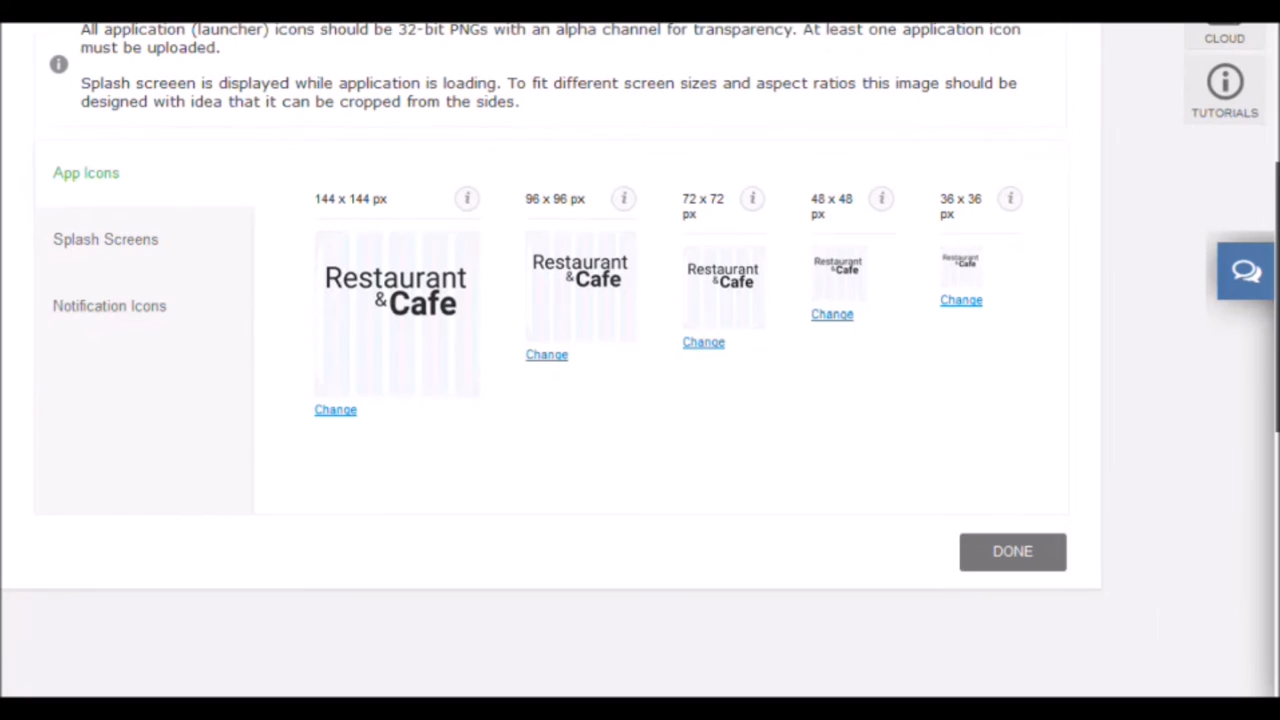 All application (launcher) icons should be 32-bit PNGs with an alpha channel for transparency. At least one application icon
must be uploaded.
Splash screeen is displayed while application is loading. To fit different screen sizes and aspect ratios this image should be
designed with idea that it can be cropped from the sides.
CLOUD
TUTORIALS
App Icons
Splash Screens
Notification Icons
144 x 144 px
Restaurant
&Cafe
Change
96 x 96 px
Restaurant
&Cafe
Change
72 x 72
px
Restaurant
&Cafe
Change
48 x 48
px
Restaurant
&Cafe
Change
36 x 36
px
Restaurant
&Cafe
Change
DONE